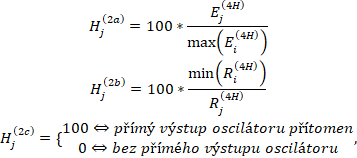 H_j^(2a) = 100 * E_j^(4H) / max(E_i^(4H))
H_j^(2b) = 100 * min(R_i^(4H)) / R_j^(4H)
H_j^(2c) = {100 ⇔ přímý výstup oscilátoru přítomen
0 ⇔ bez přímého výstupu oscilátoru ,